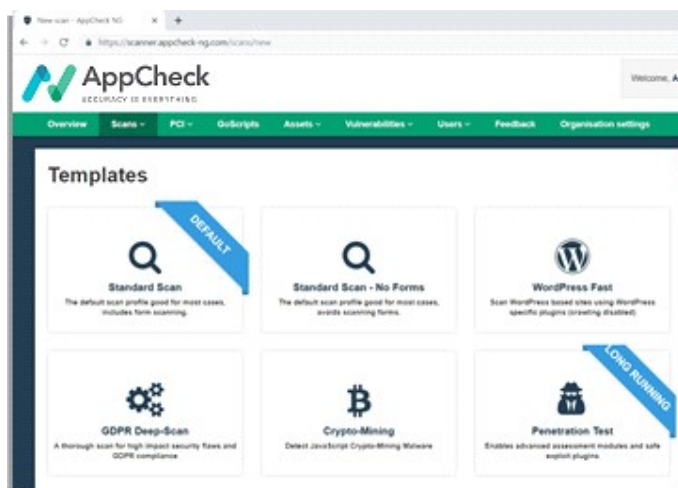 New scan - AppCheck NG
https://scanner.appcheck-ng.com/scans/new
AppCheck
ACCURACY IS EVERYTHING
Welcome, A
Overview Scans PCI GoScripts Assets Vulnerabilities Users Feedback Organisation settings
Templates
DEFAULT
Standard Scan
The default scan profile good for most cases,
includes form scanning.
Standard Scan - No Forms
The default scan profile good for most cases,
avoids scanning forms.
WordPress Fast
Scan WordPress based sites using WordPress
specific plugins (crawling disabled)
GDPR Deep-Scan
A thorough scan for high impact security flaws and
GDPR compliance
Crypto-Mining
Detect JavaScript Crypto-Mining Malware
LONG RUNNING
Penetration Test
Enables advanced assessment modules and safe
exploit plugins